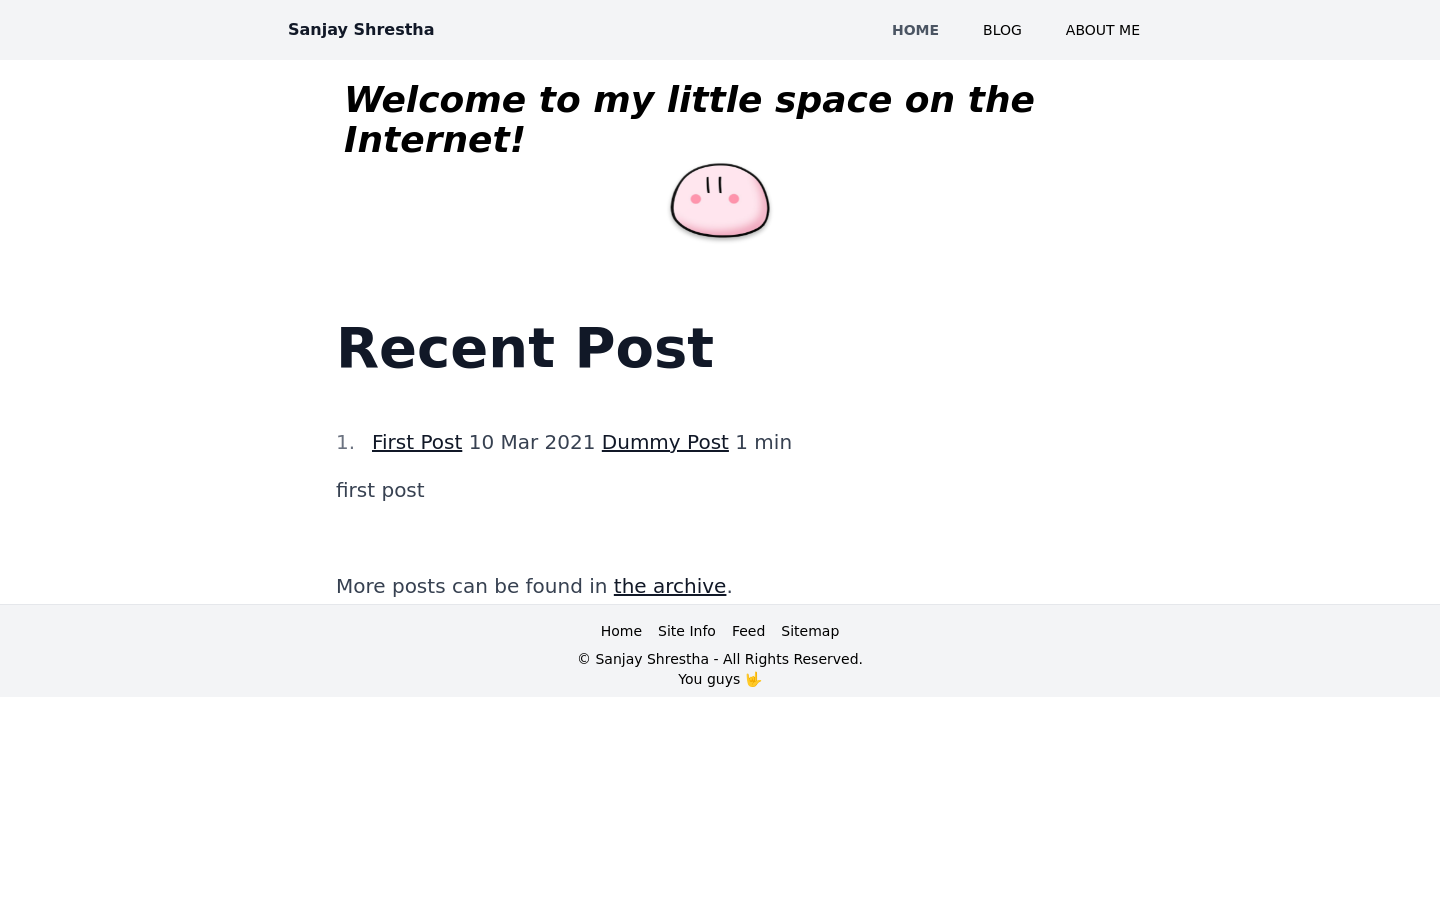 Sanjay Shrestha
HOME BLOG ABOUT ME
Welcome to my little space on the
Internet!
Recent Post
1. First Post 10 Mar 2021 Dummy Post 1 min
first post
More posts can be found in the archive.
Home Site Info Feed Sitemap
© Sanjay Shrestha - All Rights Reserved.
You guys 🤟